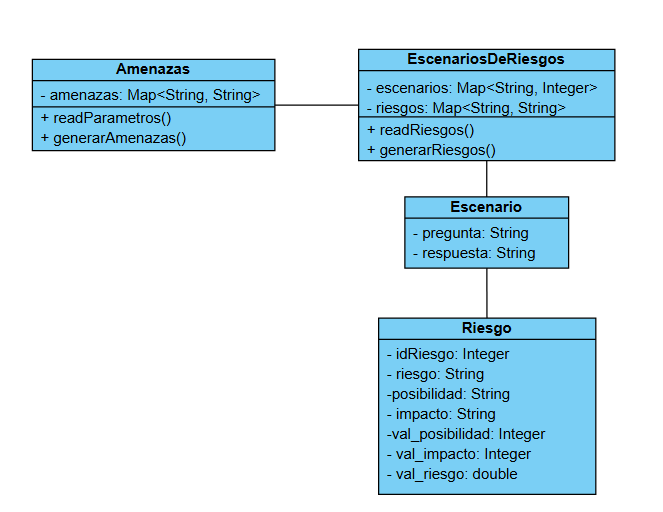 Amenazas
- amenazas: Map<String, String>
+ readParametros()
+ generarAmenazas()
EscenariosDeRiesgos
- escenarios: Map<String, Integer>
- riesgos: Map<String, String>
+ readRiesgos()
+ generarRiesgos()
Escenario
- pregunta: String
- respuesta: String
Riesgo
- idRiesgo: Integer
- riesgo: String
-posibilidad: String
- impacto: String
-val_posibilidad: Integer
- val_impacto: Integer
- val_riesgo: double